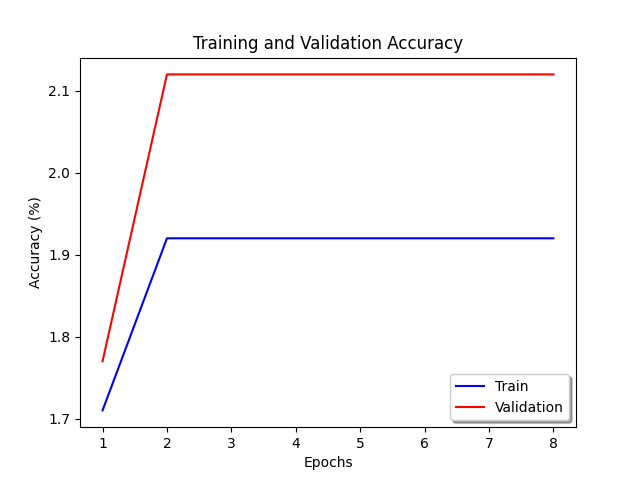 Training and Validation Accuracy
Accuracy (%)
2.1
2.0
1.9
1.8
1.7
Train
Validation
1 2 3 4 5 6 7 8
Epochs